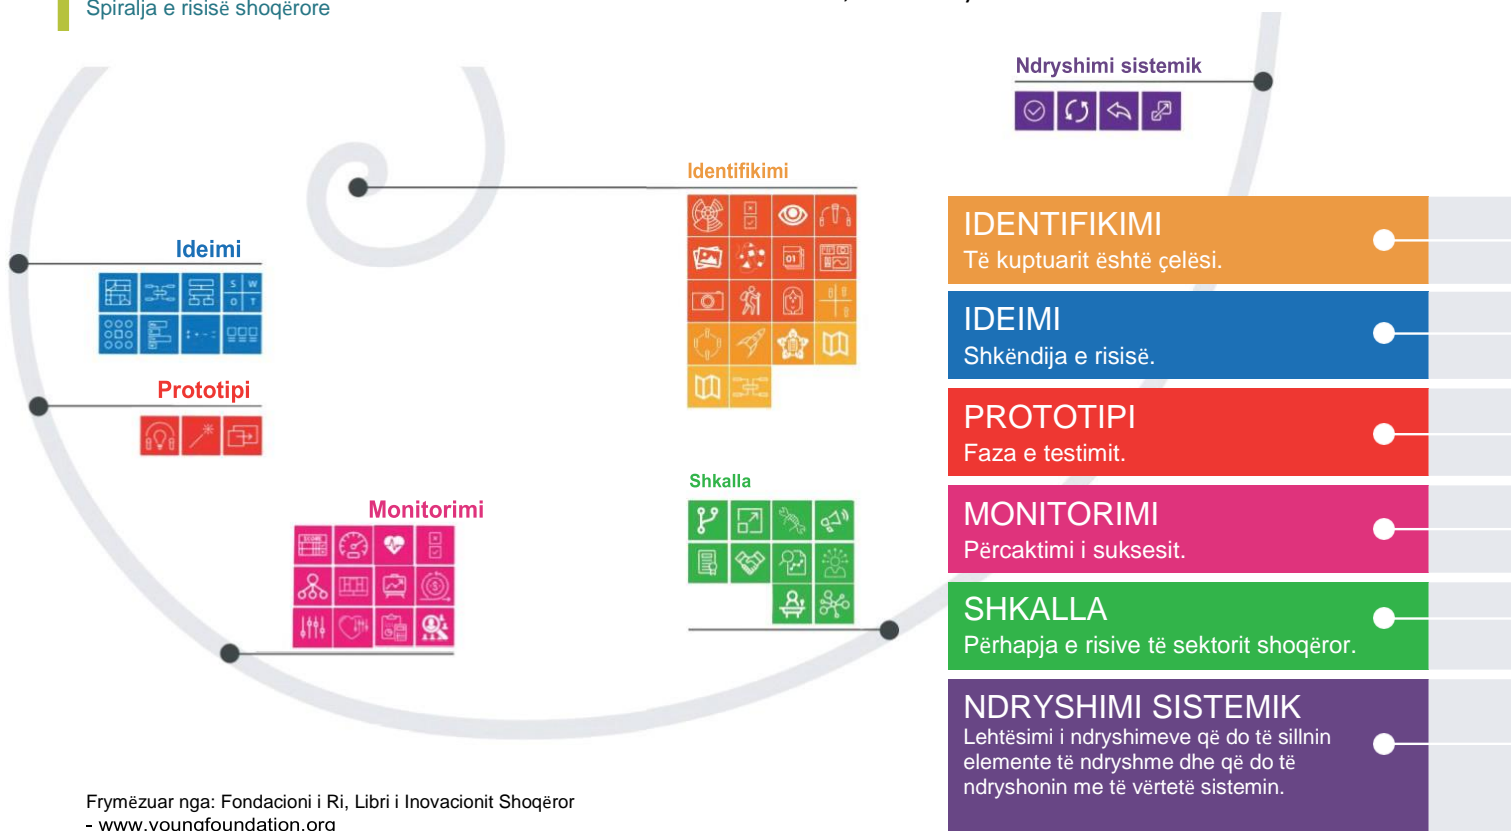 Spiralja e risisë shoqërore
Ndryshimi sistemik
Identifikimi
Ideimi
S W
O T
Prototipi
Monitorimi
SCORE
Shkalla
01
IDENTIFIKIMI
Të kuptuarit është çelësi.
IDEIMI
Shkëndija e risisë.
PROTOTIPI
Faza e testimit.
MONITORIMI
Përcaktimi i suksesit.
SHKALLA
Përhapja e risive të sektorit shoqëror.
NDRYSHIMI SISTEMIK
Lehtësimi i ndryshimeve që do të sillnin
elemente të ndryshme dhe që do të
ndryshonin me të vërtetë sistemin.
Frymëzuar nga: Fondacioni i Ri, Libri i Inovacionit Shoqëror
- www.youngfoundation.org